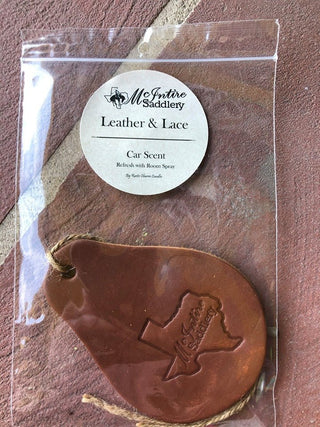 McIntire
Saddlery
Leather & Lace
Car Scent
Refresh with Room Spray
McIntire
Saddlery